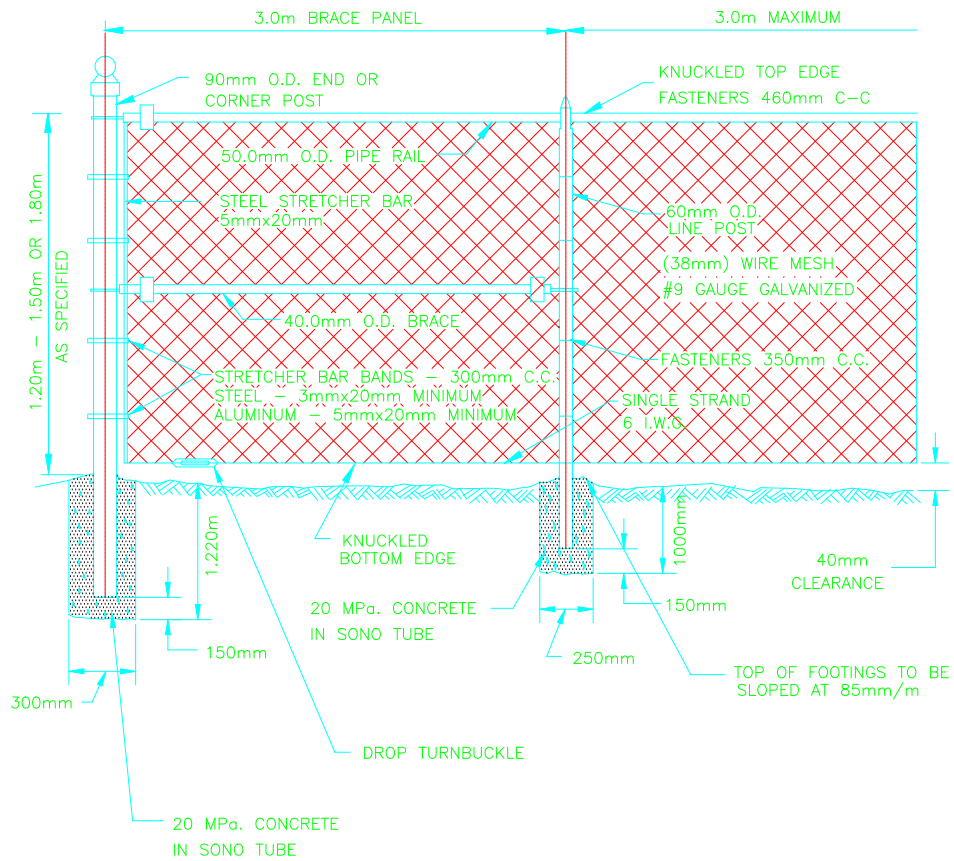 3.0m BRACE PANEL
3.0m MAXIMUM
90mm O.D. END OR
CORNER POST
KNUCKLED TOP EDGE
FASTENERS 460mm C-C
50.0mm O.D. PIPE RAIL
STEEL STRETCHER BAR
5mmx20mm
60mm O.D.
LINE POST
(38mm) WIRE MESH
#9 GAUGE GALVANIZED
1.20m - 1.50m OR 1.80m
AS SPECIFIED
40.0mm O.D. BRACE
FASTENERS 350mm C.C.
STRETCHER BAR BANDS - 300mm C.C.
STEEL - 3mmx20mm MINIMUM
ALUMINUM - 5mmx20mm MINIMUM
SINGLE STRAND
6 I.W.G.
1.220m
KNUCKLED
BOTTOM EDGE
1000mm
40mm
CLEARANCE
20 MPa. CONCRETE
IN SONO TUBE
150mm
150mm
250mm
TOP OF FOOTINGS TO BE
SLOPED AT 85mm/m
300mm
DROP TURNBUCKLE
20 MPa. CONCRETE
IN SONO TUBE